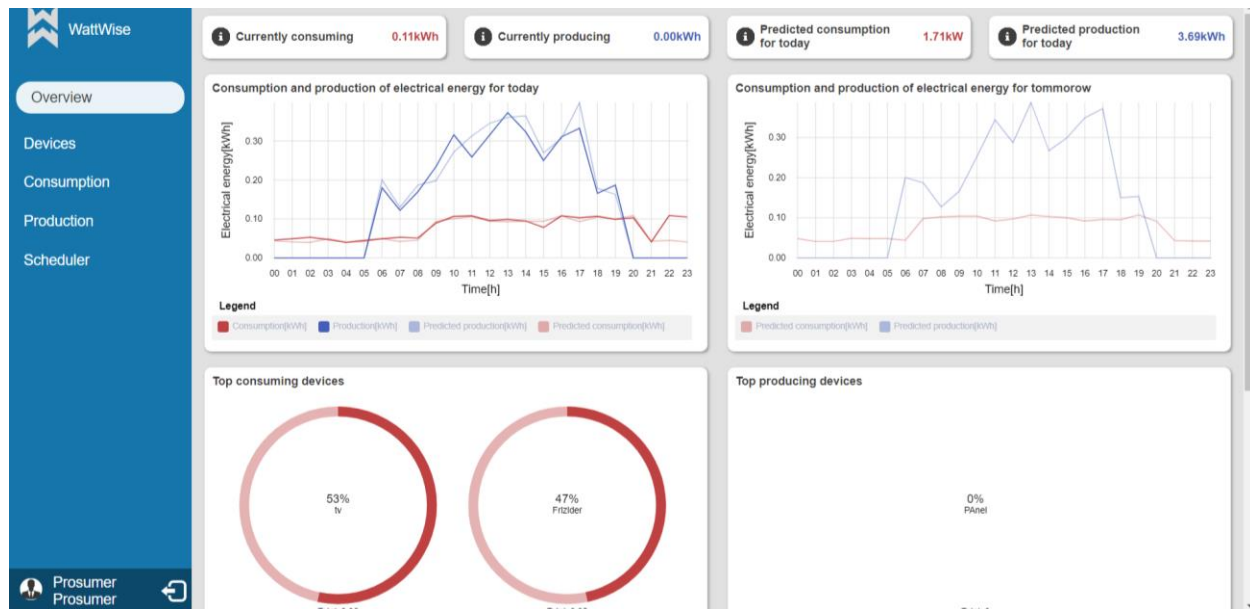 WattWise
Overview
Devices
Consumption
Production
Scheduler
Prosumer
Prosumer
Currently consuming 0.11kWh
Currently producing 0.00kWh
Predicted consumption
for today
1.71kW
Predicted production
for today
3.69kWh
Consumption and production of electrical energy for today
Electrical energy[kWh]
0.30
0.20
0.10
0.00
00 01 02 03 04 05 06 07 08 09 10 11 12 13 14 15 16 17 18 19 20 21 22 23
Time[h]
Legend
Consumption[kWh] Production[kWh] Predicted production[kWh] Predicted consumption[kWh]
Consumption and production of electrical energy for tommorow
Electrical energy[kWh]
0.30
0.20
0.10
0.00
00 01 02 03 04 05 06 07 08 09 10 11 12 13 14 15 16 17 18 19 20 21 22 23
Time[h]
Legend
Predicted consumption[kWh] Predicted production[kWh]
Top consuming devices
53%
tv
47%
Frizider
Top producing devices
0%
PAnel